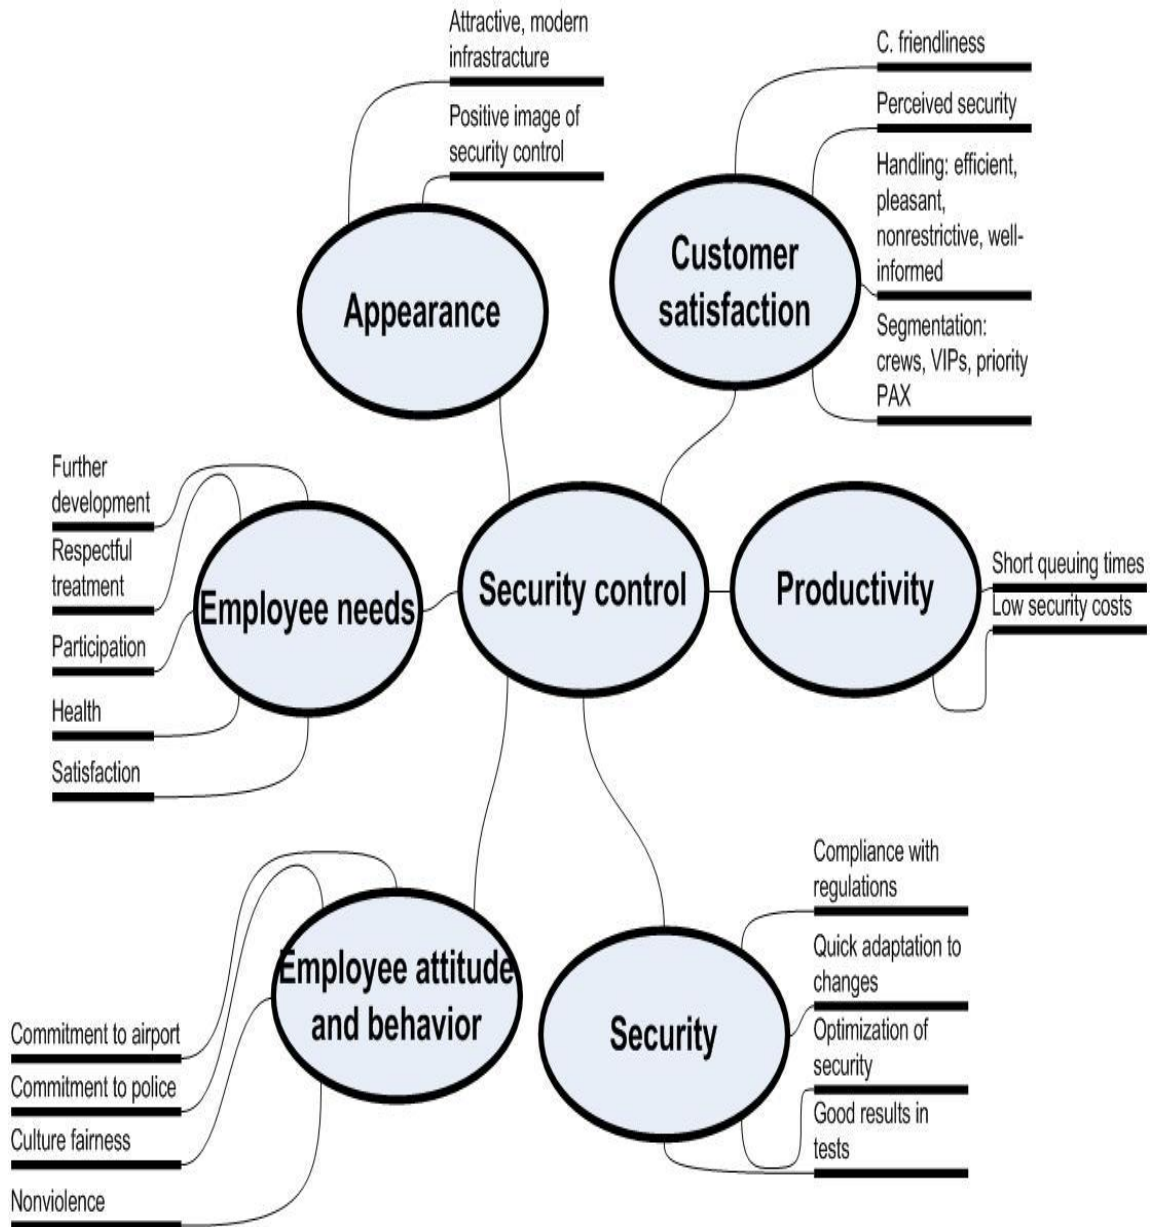 Attractive, modern
infrastracture
Positive image of
security control
Appearance
C. friendliness
Perceived security
Handling: efficient,
pleasant,
nonrestrictive, well-
informed
Segmentation:
crews, VIPs, priority
PAX
Customer
satisfaction
Further
development
Respectful
treatment
Participation
Health
Satisfaction
Employee needs
Security control
Productivity
Short queuing times
Low security costs
Employee attitude
and behavior
Commitment to airport
Commitment to police
Culture fairness
Nonviolence
Security
Compliance with
regulations
Quick adaptation to
changes
Optimization of
security
Good results in
tests